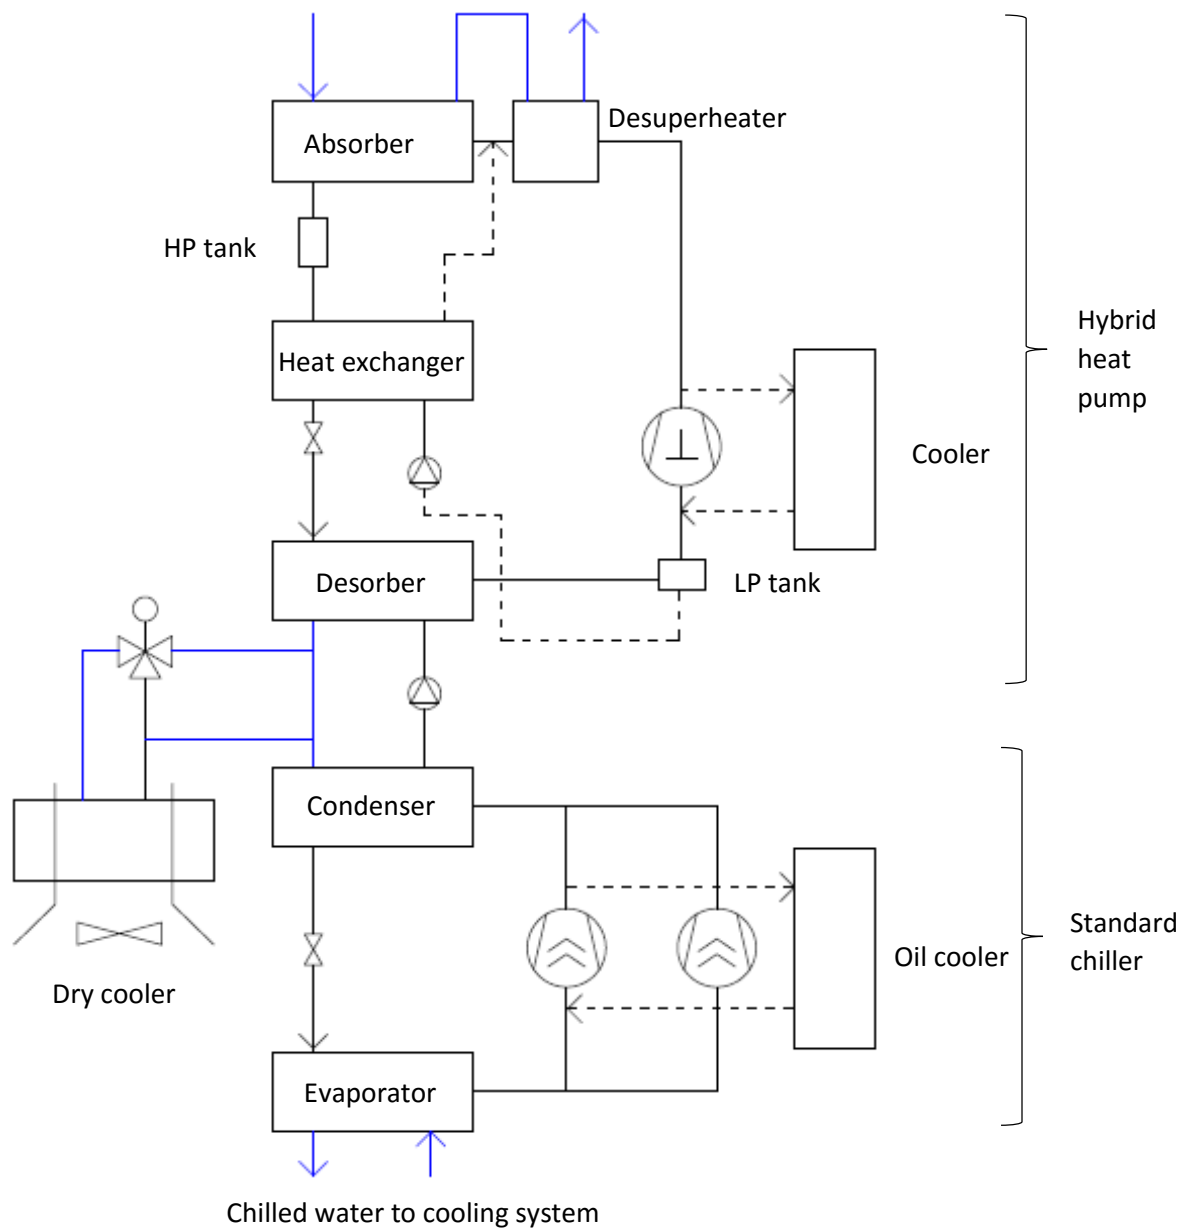 Desuperheater
Absorber
HP tank
Hybrid
heat
pump
Heat exchanger
Cooler
Desorber
LP tank
Condenser
Standard
chiller
Oil cooler
Dry cooler
Evaporator
Chilled water to cooling system